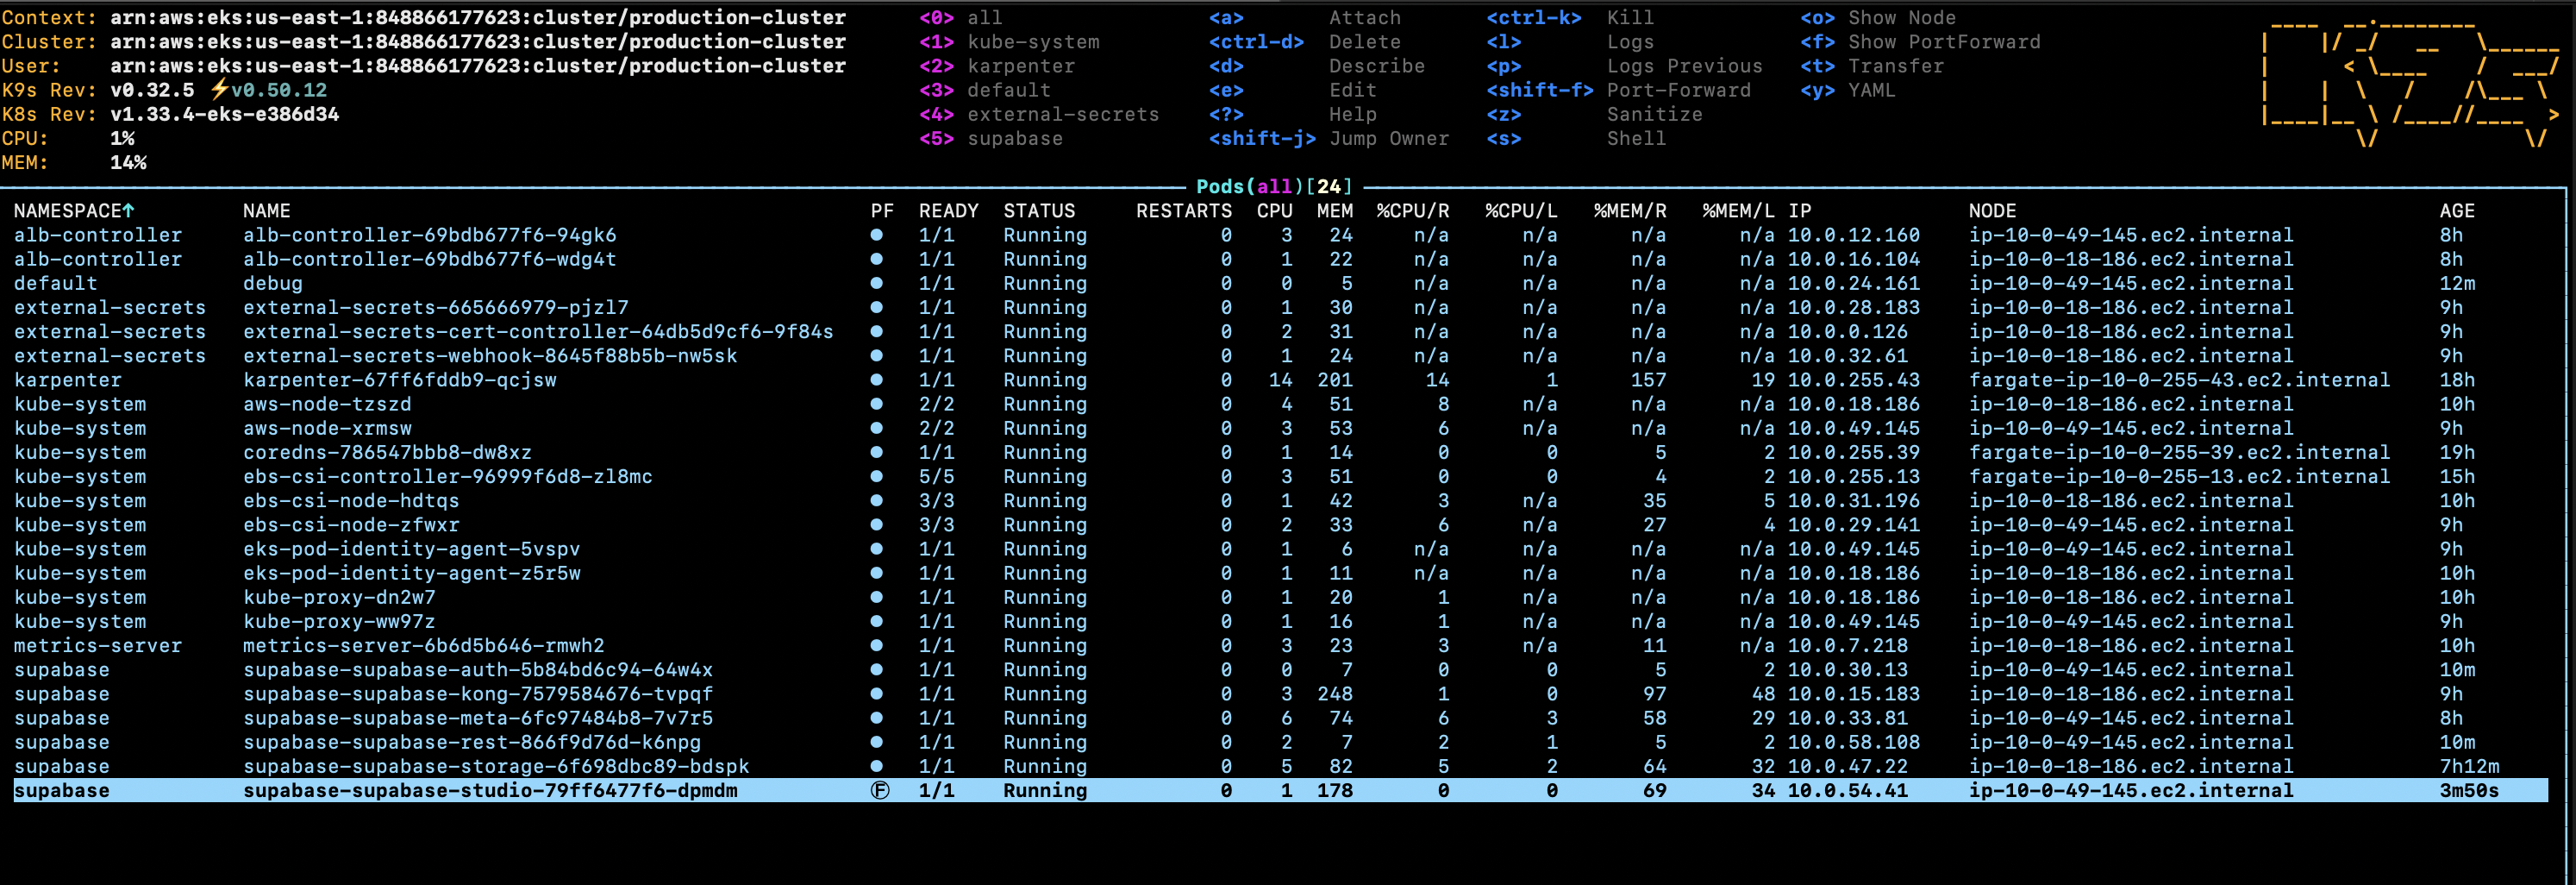 Context: arn:aws:eks:us-east-1:848866177623:cluster/production-cluster <0> all <a> Attach <ctrl-k> Kill <o> Show Node
Cluster: arn:aws:eks:us-east-1:848866177623:cluster/production-cluster <1> kube-system <ctrl-d> Delete <l> Logs <f> Show PortForward
User: arn:aws:eks:us-east-1:848866177623:cluster/production-cluster <2> karpenter <d> Describe <p> Logs Previous <t> Transfer
K9s Rev: v0.32.5 ⚡v0.50.12 <3> default <e> Edit <shift-f> Port-Forward <y> YAML
K8s Rev: v1.33.4-eks-e386d34 <4> external-secrets <?> Help <z> Sanitize
CPU: 1% <5> supabase <shift-j> Jump Owner <s> Shell
MEM: 14%
Pods(all)[24]
NAMESPACE↑ NAME PF READY STATUS RESTARTS CPU MEM %CPU/R %CPU/L %MEM/R %MEM/L IP NODE AGE
alb-controller alb-controller-69bdb677f6-94gk6 ● 1/1 Running 0 3 24 n/a n/a n/a n/a 10.0.12.160 ip-10-0-49-145.ec2.internal 8h
alb-controller alb-controller-69bdb677f6-wdg4t ● 1/1 Running 0 1 22 n/a n/a n/a n/a 10.0.16.104 ip-10-0-18-186.ec2.internal 8h
default debug ● 1/1 Running 0 0 5 n/a n/a n/a n/a 10.0.24.161 ip-10-0-49-145.ec2.internal 12m
external-secrets external-secrets-665666979-pjzl7 ● 1/1 Running 0 1 30 n/a n/a n/a n/a 10.0.28.183 ip-10-0-18-186.ec2.internal 9h
external-secrets external-secrets-cert-controller-64db5d9cf6-9f84s ● 1/1 Running 0 2 31 n/a n/a n/a n/a 10.0.0.126 ip-10-0-18-186.ec2.internal 9h
external-secrets external-secrets-webhook-8645f88b5b-nw5sk ● 1/1 Running 0 1 24 n/a n/a n/a n/a 10.0.32.61 ip-10-0-18-186.ec2.internal 9h
karpenter karpenter-67ff6fddb9-qcjsw ● 1/1 Running 0 14 201 14 1 157 19 10.0.255.43 fargate-ip-10-0-255-43.ec2.internal 18h
kube-system aws-node-tzszd ● 2/2 Running 0 4 51 8 n/a n/a n/a 10.0.18.186 ip-10-0-18-186.ec2.internal 10h
kube-system aws-node-xrmsw ● 2/2 Running 0 3 53 6 n/a n/a n/a 10.0.49.145 ip-10-0-49-145.ec2.internal 9h
kube-system coredns-786547bbb8-dw8xz ● 1/1 Running 0 1 14 0 0 5 2 10.0.255.39 fargate-ip-10-0-255-39.ec2.internal 19h
kube-system ebs-csi-controller-96999f6d8-zl8mc ● 5/5 Running 0 3 51 0 0 4 2 10.0.255.13 fargate-ip-10-0-255-13.ec2.internal 15h
kube-system ebs-csi-node-hdtqs ● 3/3 Running 0 1 42 3 n/a 35 5 10.0.31.196 ip-10-0-18-186.ec2.internal 10h
kube-system ebs-csi-node-zfwxr ● 3/3 Running 0 2 33 6 n/a 27 4 10.0.29.141 ip-10-0-49-145.ec2.internal 9h
kube-system eks-pod-identity-agent-5vspv ● 1/1 Running 0 1 6 n/a n/a n/a n/a 10.0.49.145 ip-10-0-49-145.ec2.internal 9h
kube-system eks-pod-identity-agent-z5r5w ● 1/1 Running 0 1 11 n/a n/a n/a n/a 10.0.18.186 ip-10-0-18-186.ec2.internal 10h
kube-system kube-proxy-dn2w7 ● 1/1 Running 0 1 20 1 n/a n/a n/a 10.0.18.186 ip-10-0-18-186.ec2.internal 10h
kube-system kube-proxy-ww97z ● 1/1 Running 0 1 16 1 n/a n/a n/a 10.0.49.145 ip-10-0-49-145.ec2.internal 9h
metrics-server metrics-server-6b6d5b646-rmwh2 ● 1/1 Running 0 3 23 3 n/a 11 n/a 10.0.7.218 ip-10-0-18-186.ec2.internal 10h
supabase supabase-supabase-auth-5b84bd6c94-64w4x ● 1/1 Running 0 0 7 0 0 5 2 10.0.30.13 ip-10-0-49-145.ec2.internal 10m
supabase supabase-supabase-kong-7579584676-tvpqf ● 1/1 Running 0 3 248 1 0 97 48 10.0.15.183 ip-10-0-18-186.ec2.internal 9h
supabase supabase-supabase-meta-6fc97484b8-7v7r5 ● 1/1 Running 0 6 74 6 3 58 29 10.0.33.81 ip-10-0-49-145.ec2.internal 8h
supabase supabase-supabase-rest-866f9d76d-k6npg ● 1/1 Running 0 2 7 2 1 5 2 10.0.58.108 ip-10-0-49-145.ec2.internal 10m
supabase supabase-supabase-storage-6f698dbc89-bdspk ● 1/1 Running 0 5 82 5 2 64 32 10.0.47.22 ip-10-0-49-145.ec2.internal 7h12m
supabase supabase-supabase-studio-79ff6477f6-dpmdm Ⓕ 1/1 Running 0 1 178 0 0 69 34 10.0.54.41 ip-10-0-49-145.ec2.internal 3m50s